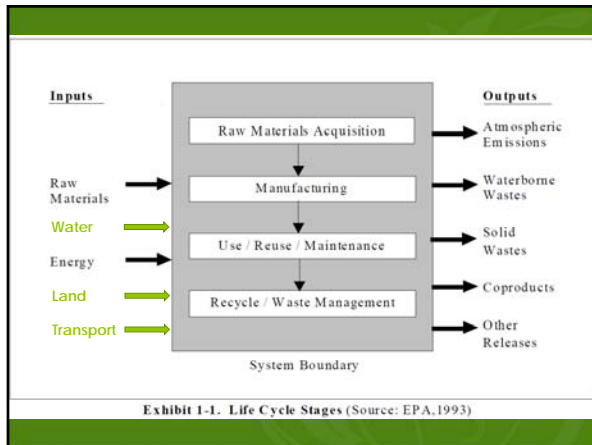 Inputs
Raw
Materials
Water
Energy
Land
Transport
Raw Materials Acquisition
Manufacturing
Use / Reuse / Maintenance
Recycle / Waste Management
System Boundary
Outputs
Atmospheric
Emissions
Waterborne
Wastes
Solid
Wastes
Coproducts
Other
Releases
Exhibit 1-1. Life Cycle Stages (Source: EPA,1993)